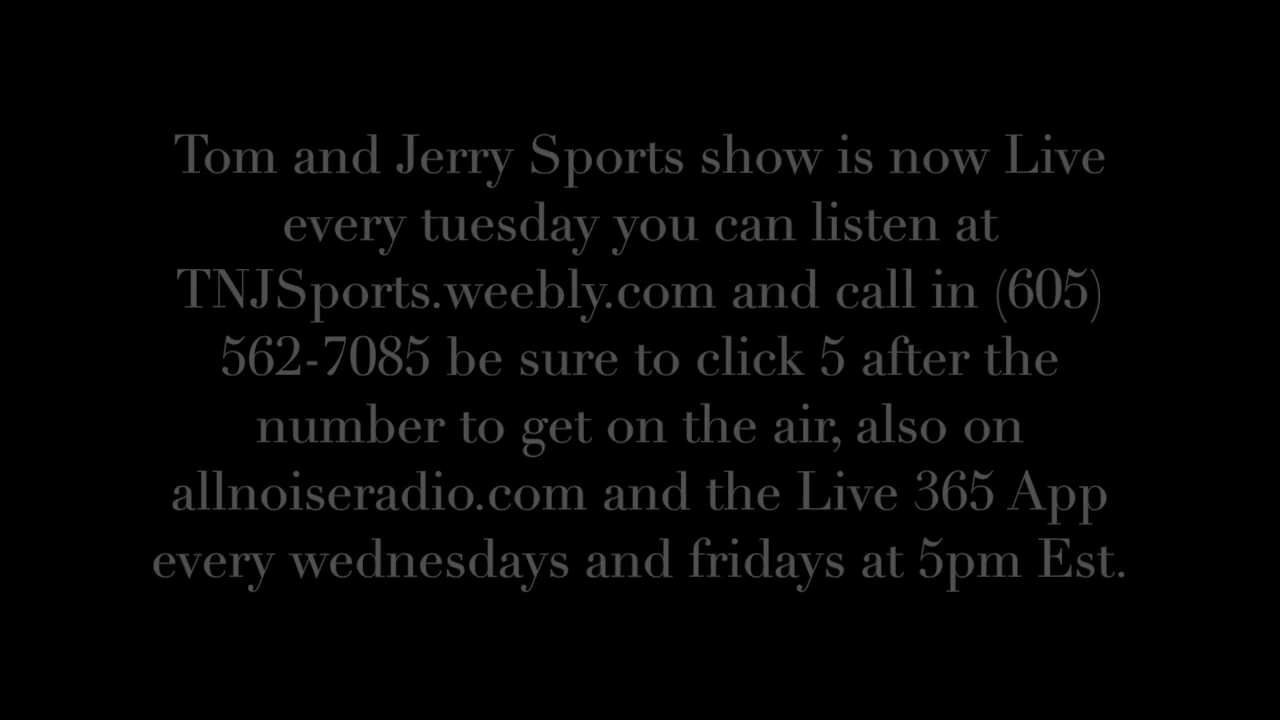 Tom and Jerry Sports show is now Live
every tuesday you can listen at
TNJSports.weebly.com and call in (605)
562-7085 be sure to click 5 after the
number to get on the air, also on
allnoiseradio.com and the Live 365 App
every wednesdays and fridays at 5pm Est.